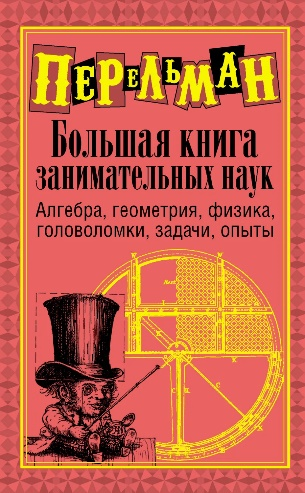 ПЕРЕЛЬМАН
Большая книга
занимательных наук
Алгебра, геометрия, физика,
головоломки, задачи, опыты